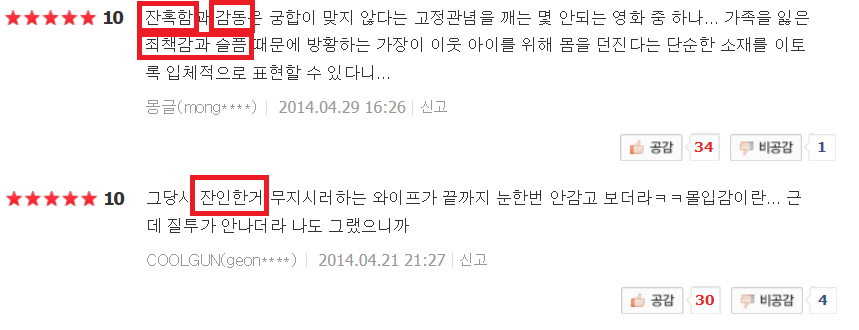 ★★★★★ 10 잔혹함과 감동은 궁합이 맞지 않다는 고정관념을 깨는 몇 안되는 영화 중 하나... 가족을 잃은
죄책감과 슬픔 때문에 방황하는 가장이 이웃 아이를 위해 몸을 던진다는 단순한 소재를 이토
록 입체적으로 표현할 수 있다니...
몽글(mong****) | 2014.04.29 16:26 | 신고
공감 34 비공감 1
★★★★★ 10 그당시 잔인한거 무지시러하는 와이프가 끝까지 눈한번 안감고 보더라ㅋㅋ몰입감이란... 근
데 질투가 안나더라 나도 그랬으니까
COOLGUN(geon****) | 2014.04.21 21:27 | 신고
공감 30 비공감 4